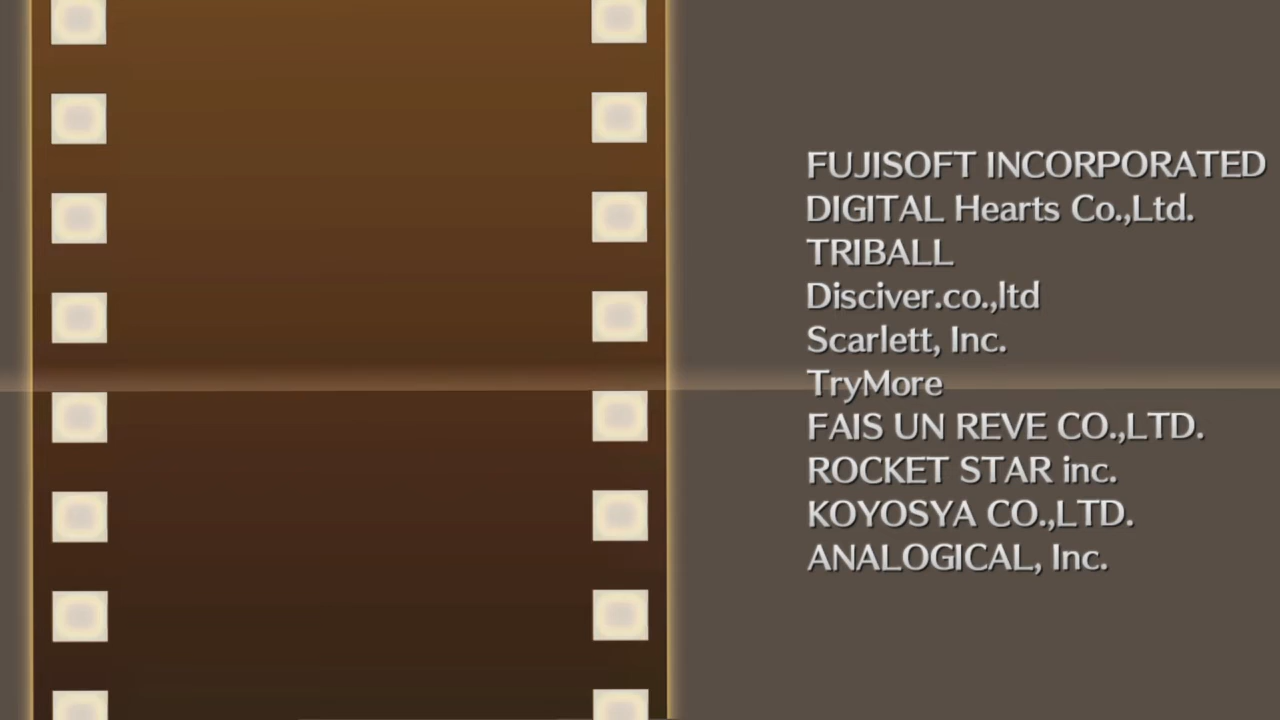 FUJISOFT INCORPORATED
DIGITAL Hearts Co.,Ltd.
TRIBALL
Disciver.co.,ltd
Scarlett, Inc.
TryMore
FAIS UN REVE CO.,LTD.
ROCKET STAR inc.
KOYOSYA CO.,LTD.
ANALOGICAL, Inc.